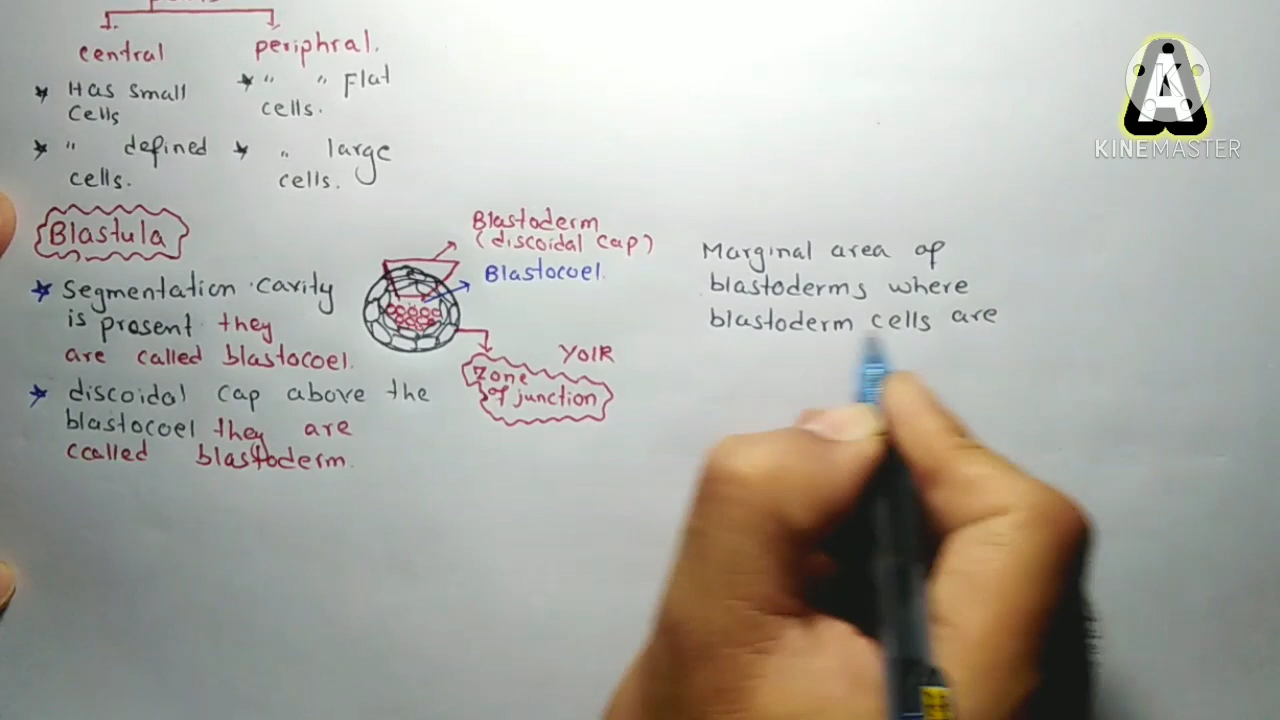 central
periphral.
★ Has small
cells
★ " " Flat
cells.
★ " defined
cells.
★ " large
cells.
Blastula
★ segmentation cavity
is present they
are called blastocoel.
★ discoidal cap above the
blastocoel they are
ccalled blastoderm.
Blastoderm
(discoidal cap)
Blastocoel.
YOIR
Zone
of junction
Marginal area of
blastoderms where
blastoderm cells are
K
KINEMASTER